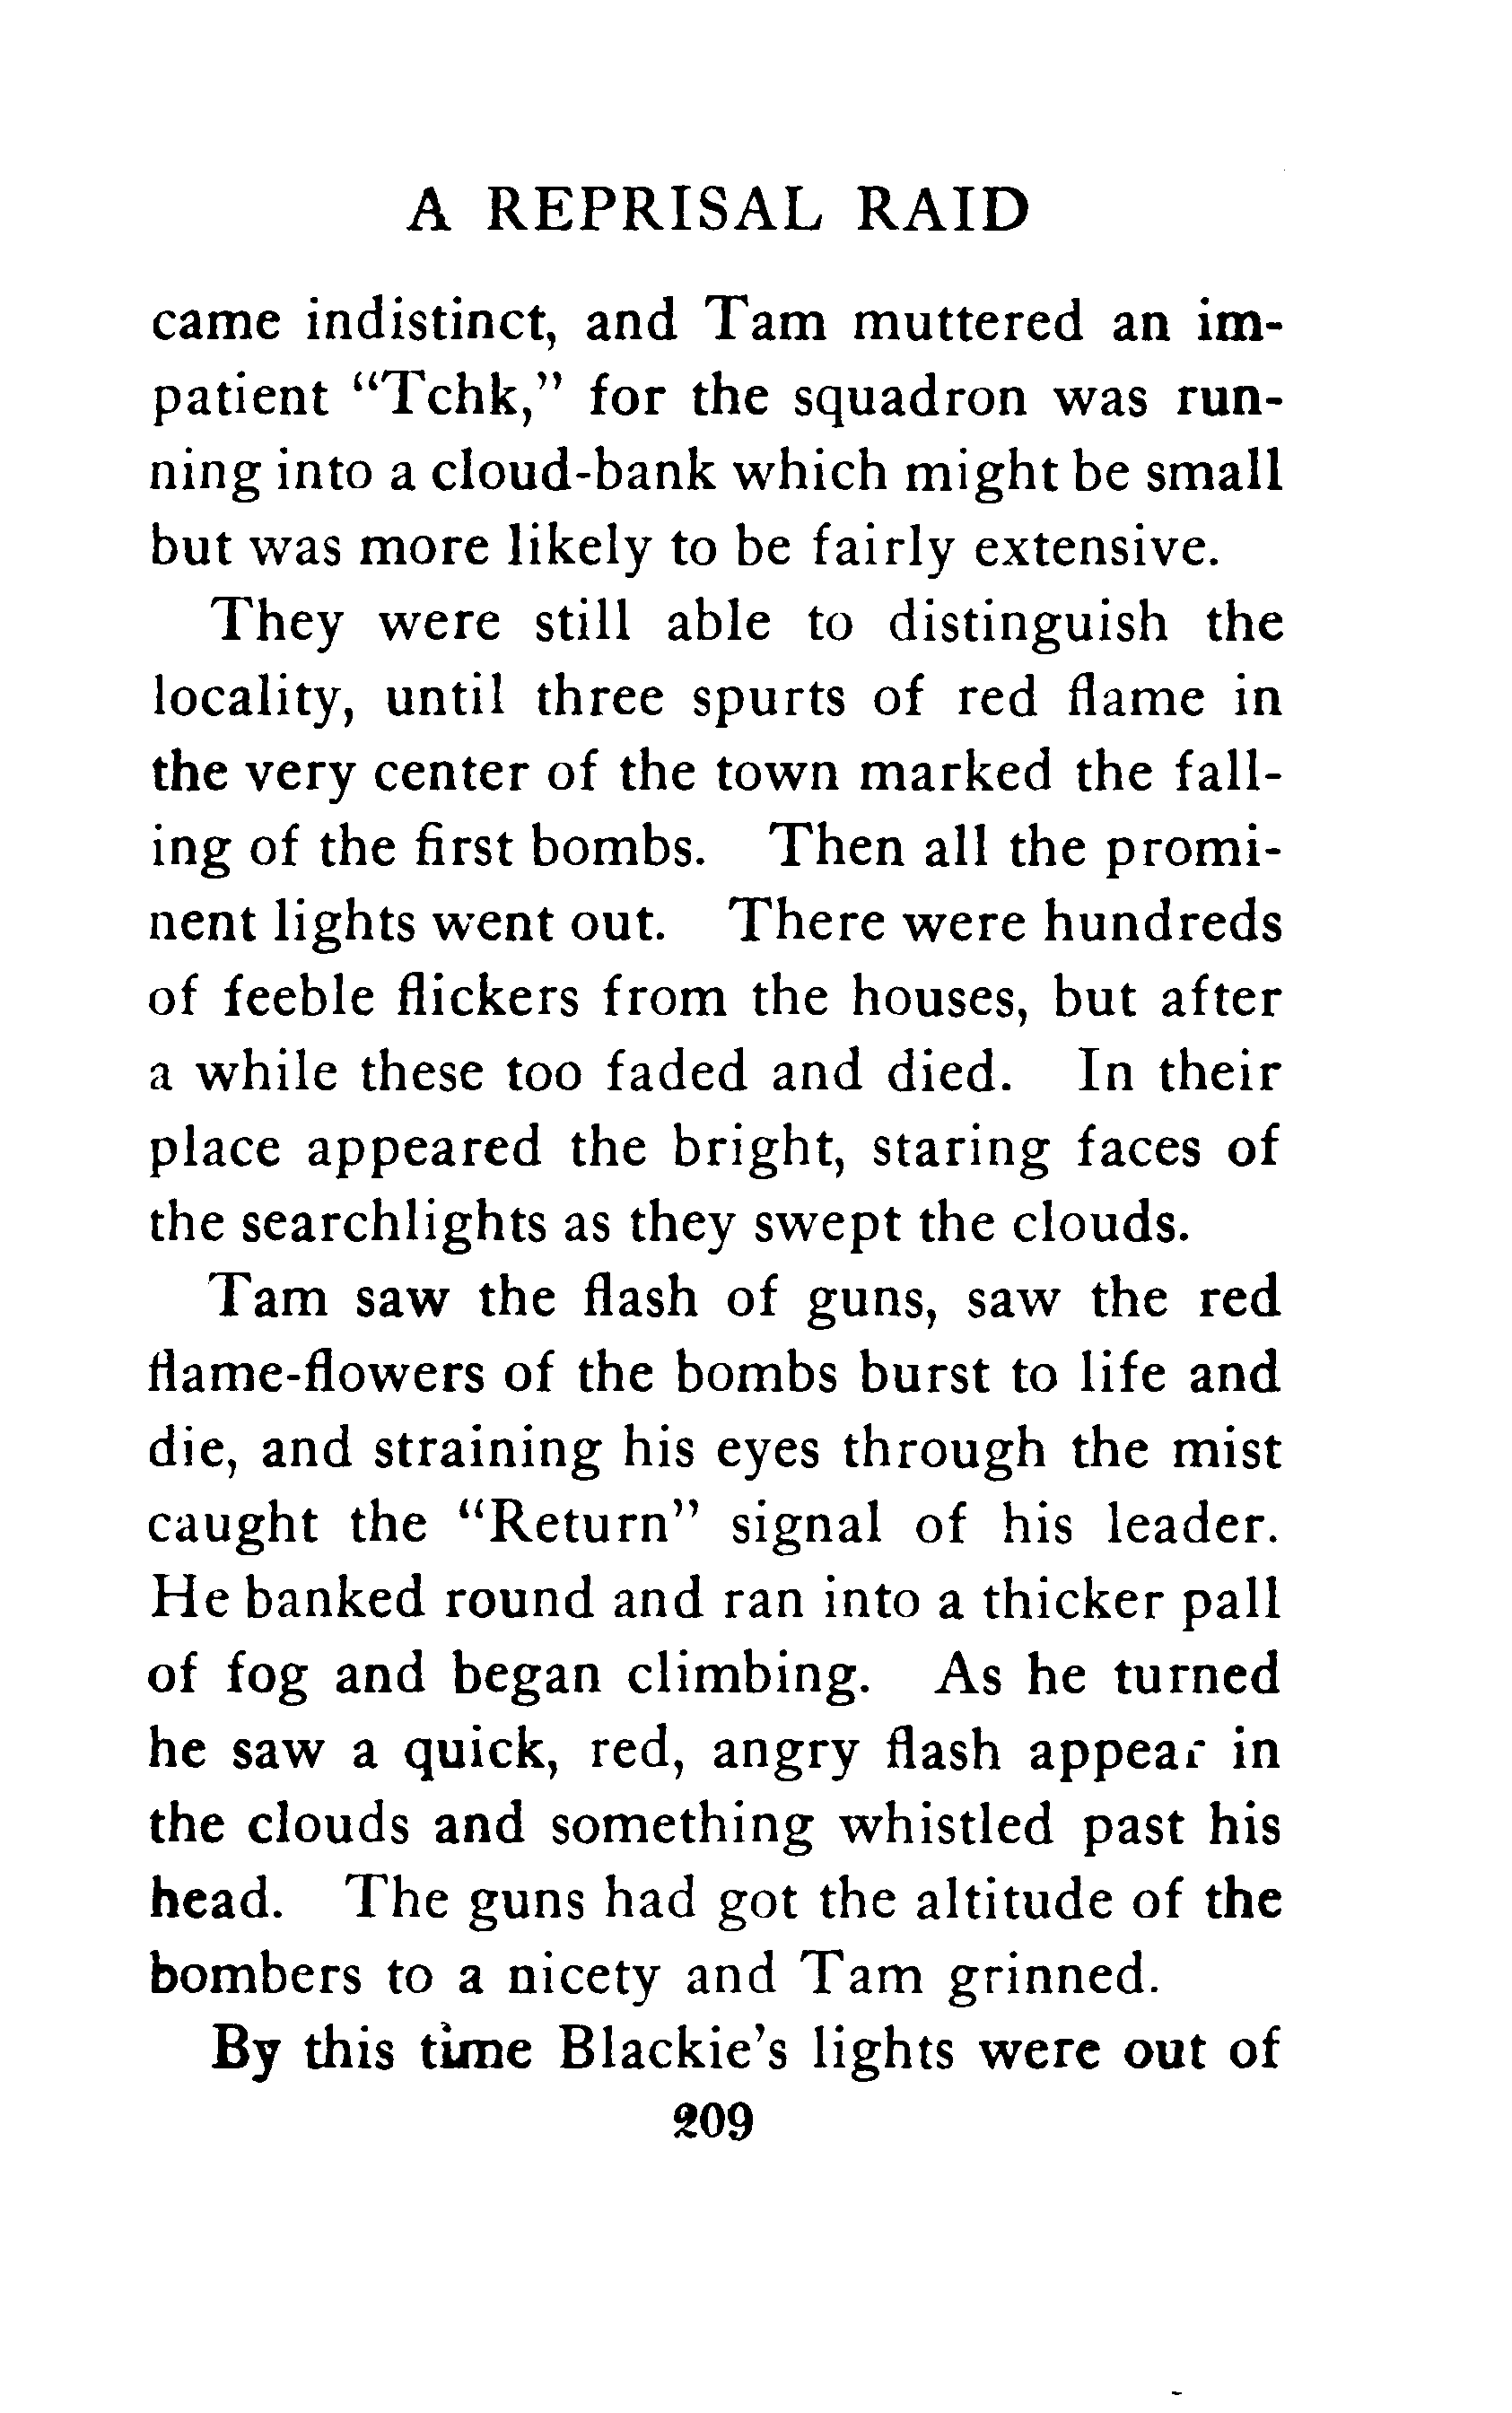 A REPRISAL RAID
came indistinct, and Tam muttered an im-
patient "Tchk," for the squadron was run-
ning into a cloud-bank which might be small
but was more likely to be fairly extensive.
They were still able to distinguish the
locality, until three spurts of red flame in
the very center of the town marked the fall-
ing of the first bombs. Then all the promi-
nent lights went out. There were hundreds
of feeble flickers from the houses, but after
a while these too faded and died. In their
place appeared the bright, staring faces of
the searchlights as they swept the clouds.
Tam saw the flash of guns, saw the red
flame-flowers of the bombs burst to life and
die, and straining his eyes through the mist
caught the "Return" signal of his leader.
He banked round and ran into a thicker pall
of fog and began climbing. As he turned
he saw a quick, red, angry flash appear in
the clouds and something whistled past his
head. The guns had got the altitude of the
bombers to a nicety and Tam grinned.
By this time Blackie's lights were out of
209